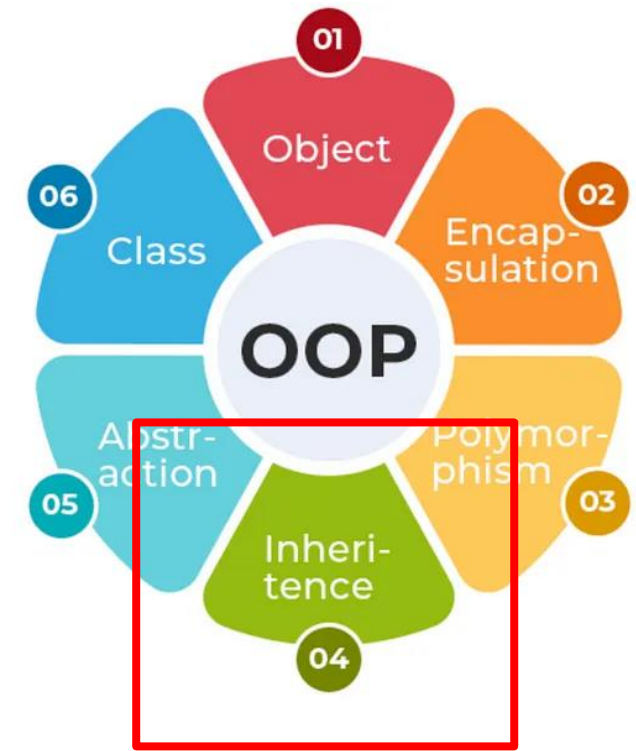 01
Object
02
Encap-
sulation
03
Polymor-
phism
04
Inheri-
tence
05
Abstr-
action
06
Class
OOP